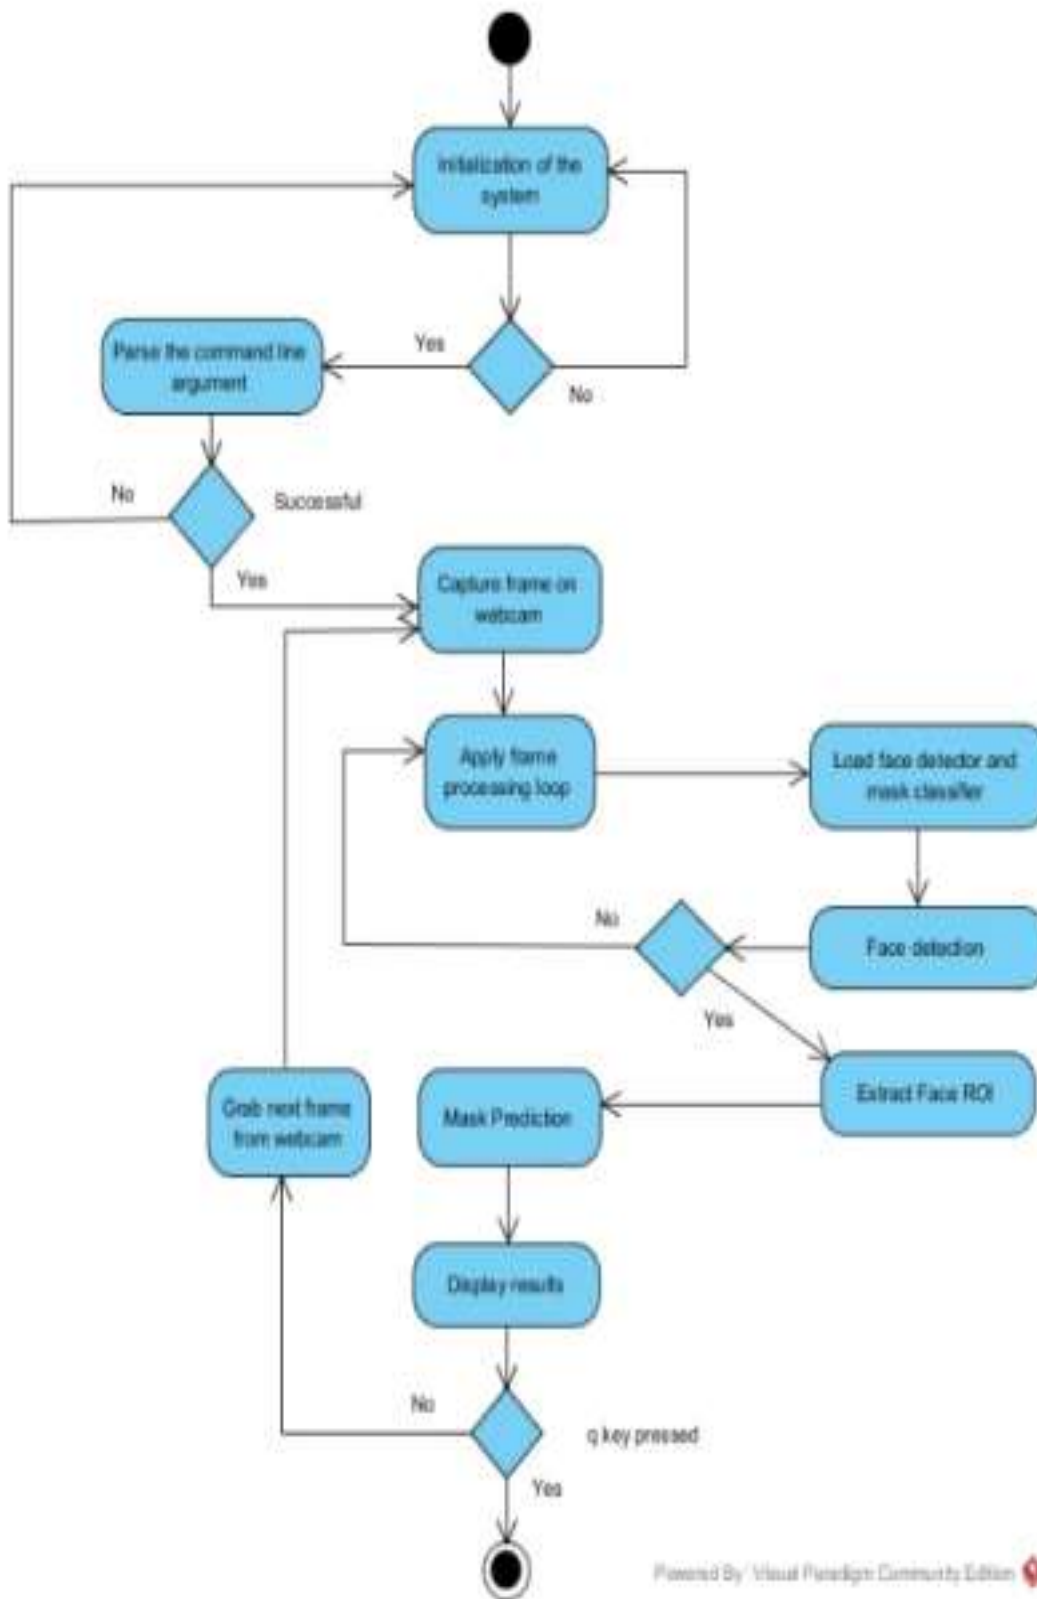 Initialization of the
system
Yes
No
Parse the command line
argument
No
Successful
Yes
Capture frame on
webcam
Apply frame
processing loop
Load face detector and
mask classifier
No
Face detection
Yes
Extract Face ROI
Mask Prediction
Grab next frame
from webcam
Display results
No
q key pressed
Yes
Powered By Visual Paradigm Community Edition